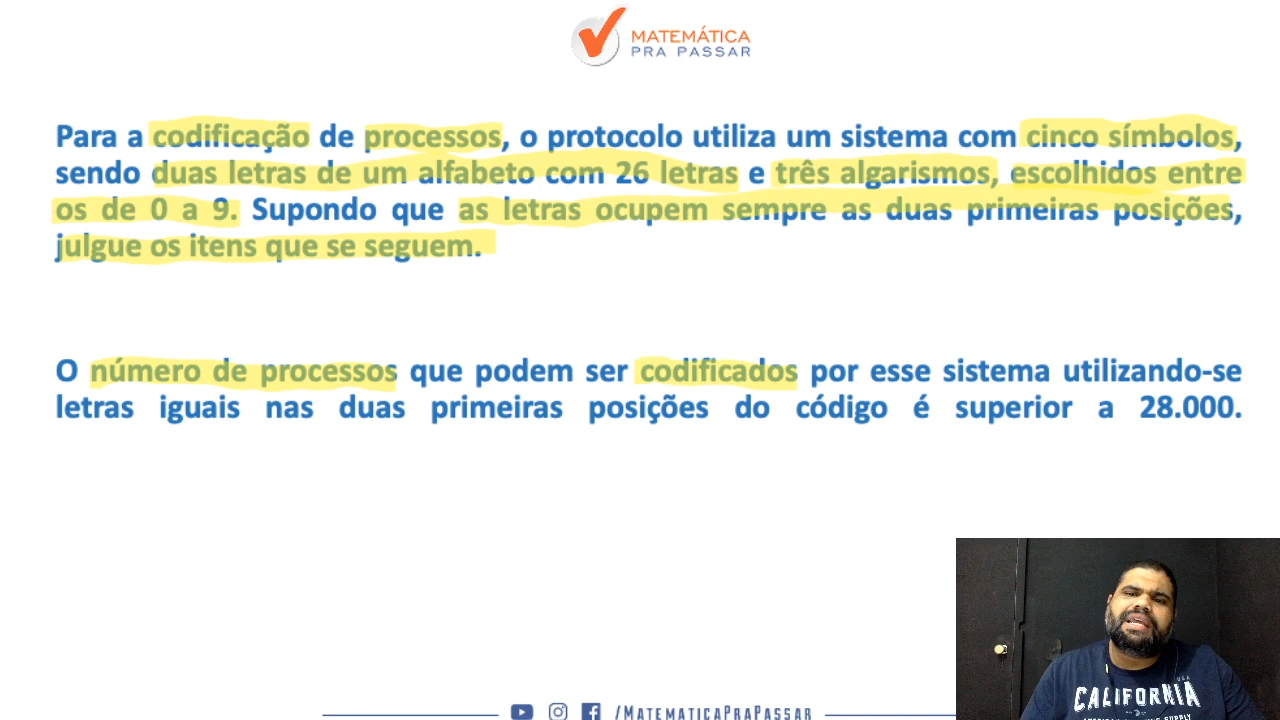 MATEMÁTICA
PRA PASSAR
Para a codificação de processos, o protocolo utiliza um sistema com cinco símbolos,
sendo duas letras de um alfabeto com 26 letras e três algarismos, escolhidos entre
os de 0 a 9. Supondo que as letras ocupem sempre as duas primeiras posições,
julgue os itens que se seguem.
O número de processos que podem ser codificados por esse sistema utilizando-se
letras iguais nas duas primeiras posições do código é superior a 28.000.
USA
CALIFORNIA
/MATEMATICAPRAPASSAR